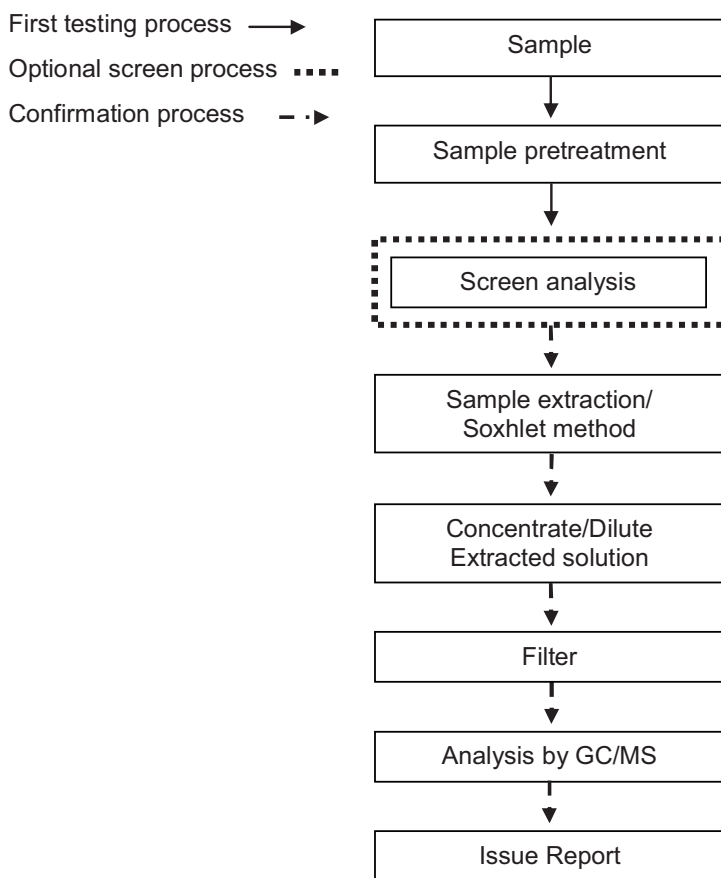 First testing process
Optional screen process
Confirmation process
Sample
Sample pretreatment
Screen analysis
Sample extraction/
Soxhlet method
Concentrate/Dilute
Extracted solution
Filter
Analysis by GC/MS
Issue Report